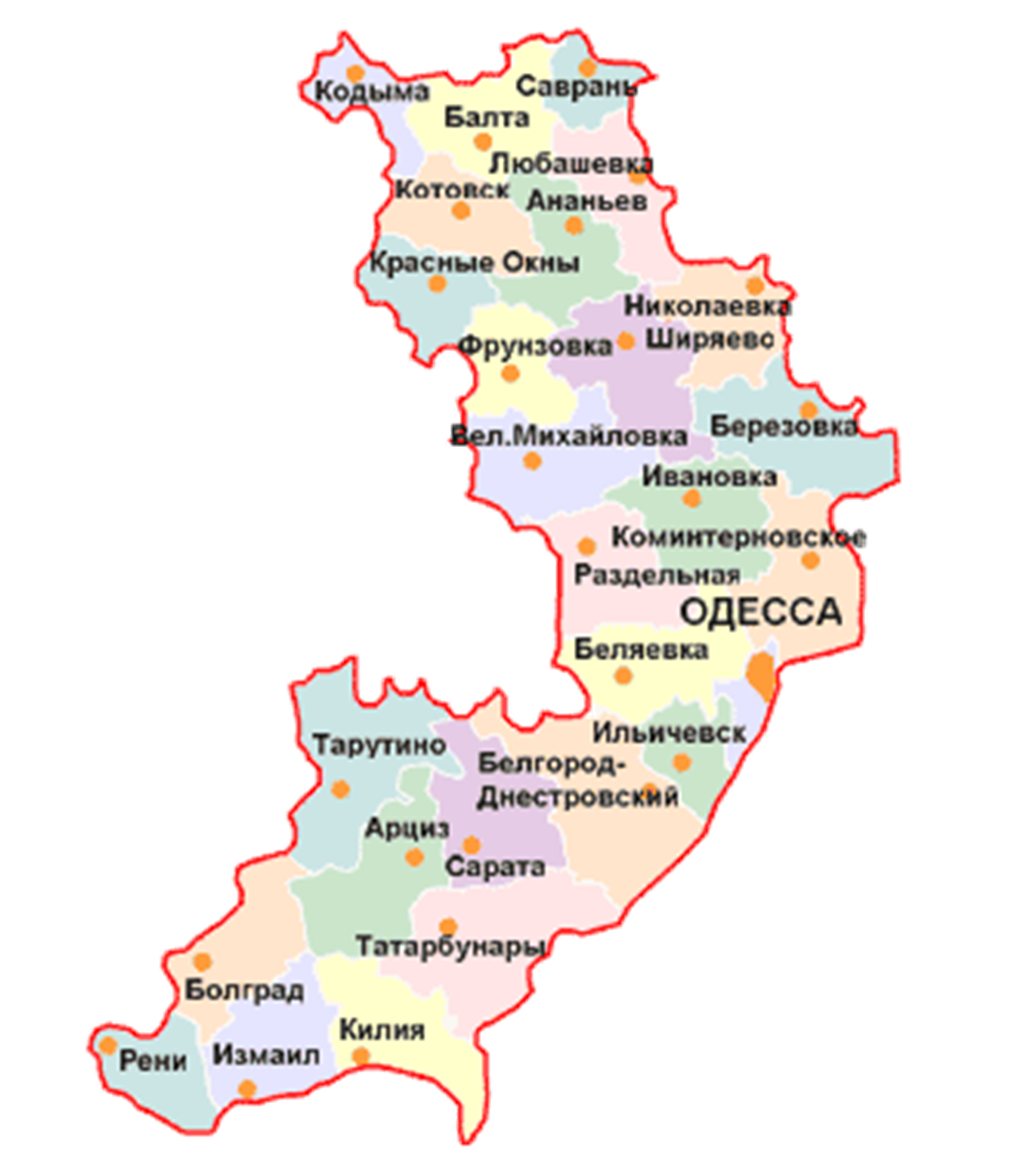 Кодыма
Саврань
Балта
Любашевка
Котовск
Ананьев
Красные Окны
Николаевка
Ширяево
Фрунзовка
Березовка
Вел.Михайловка
Ивановка
Коминтерновское
Раздельная
ОДЕССА
Беляевка
Ильичевск
Тарутино
Белгород-
Днестровский
Арциз
Сарата
Татарбунары
Болград
Килия
Измаил
Рени